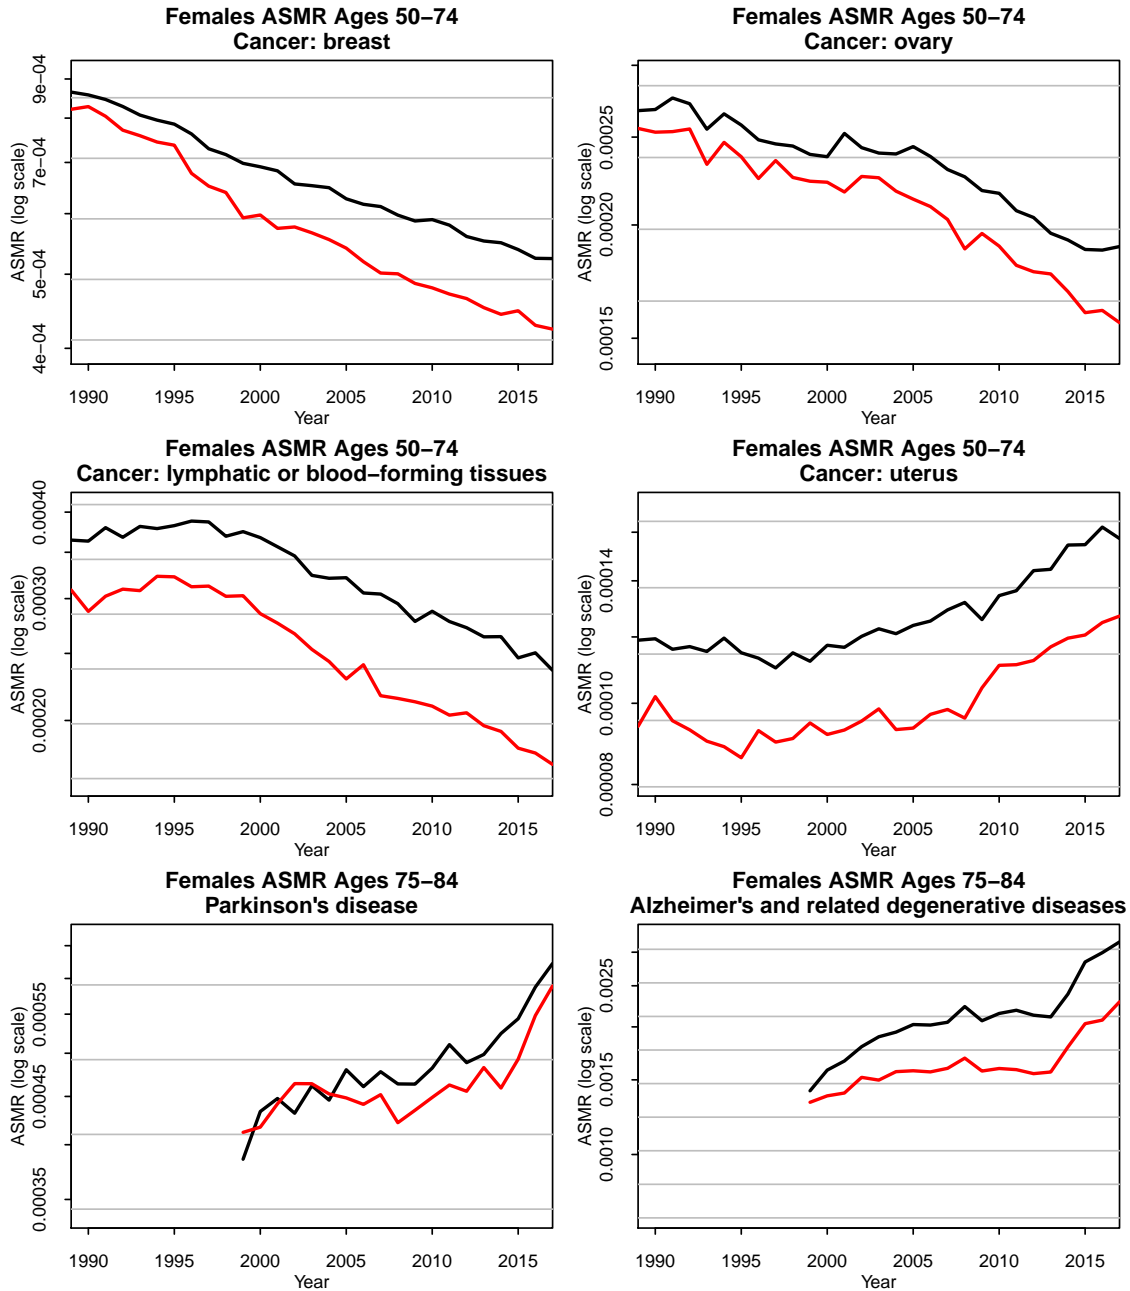 Females ASMR Ages 50−74
Cancer: breast
ASMR (log scale)
4e−04 5e−04 7e−04 9e−04
1990 1995 2000 2005 2010 2015
Year
Females ASMR Ages 50−74
Cancer: ovary
ASMR (log scale)
0.00015 0.00020 0.00025
1990 1995 2000 2005 2010 2015
Year
Females ASMR Ages 50−74
Cancer: lymphatic or blood−forming tissues
ASMR (log scale)
0.00020 0.00030 0.00040
1990 1995 2000 2005 2010 2015
Year
Females ASMR Ages 50−74
Cancer: uterus
ASMR (log scale)
0.00008 0.00010 0.00014
1990 1995 2000 2005 2010 2015
Year
Females ASMR Ages 75−84
Parkinson's disease
ASMR (log scale)
0.00035 0.00045 0.00055
1990 1995 2000 2005 2010 2015
Year
Females ASMR Ages 75−84
Alzheimer's and related degenerative diseases
ASMR (log scale)
0.0010 0.0015 0.0025
1990 1995 2000 2005 2010 2015
Year